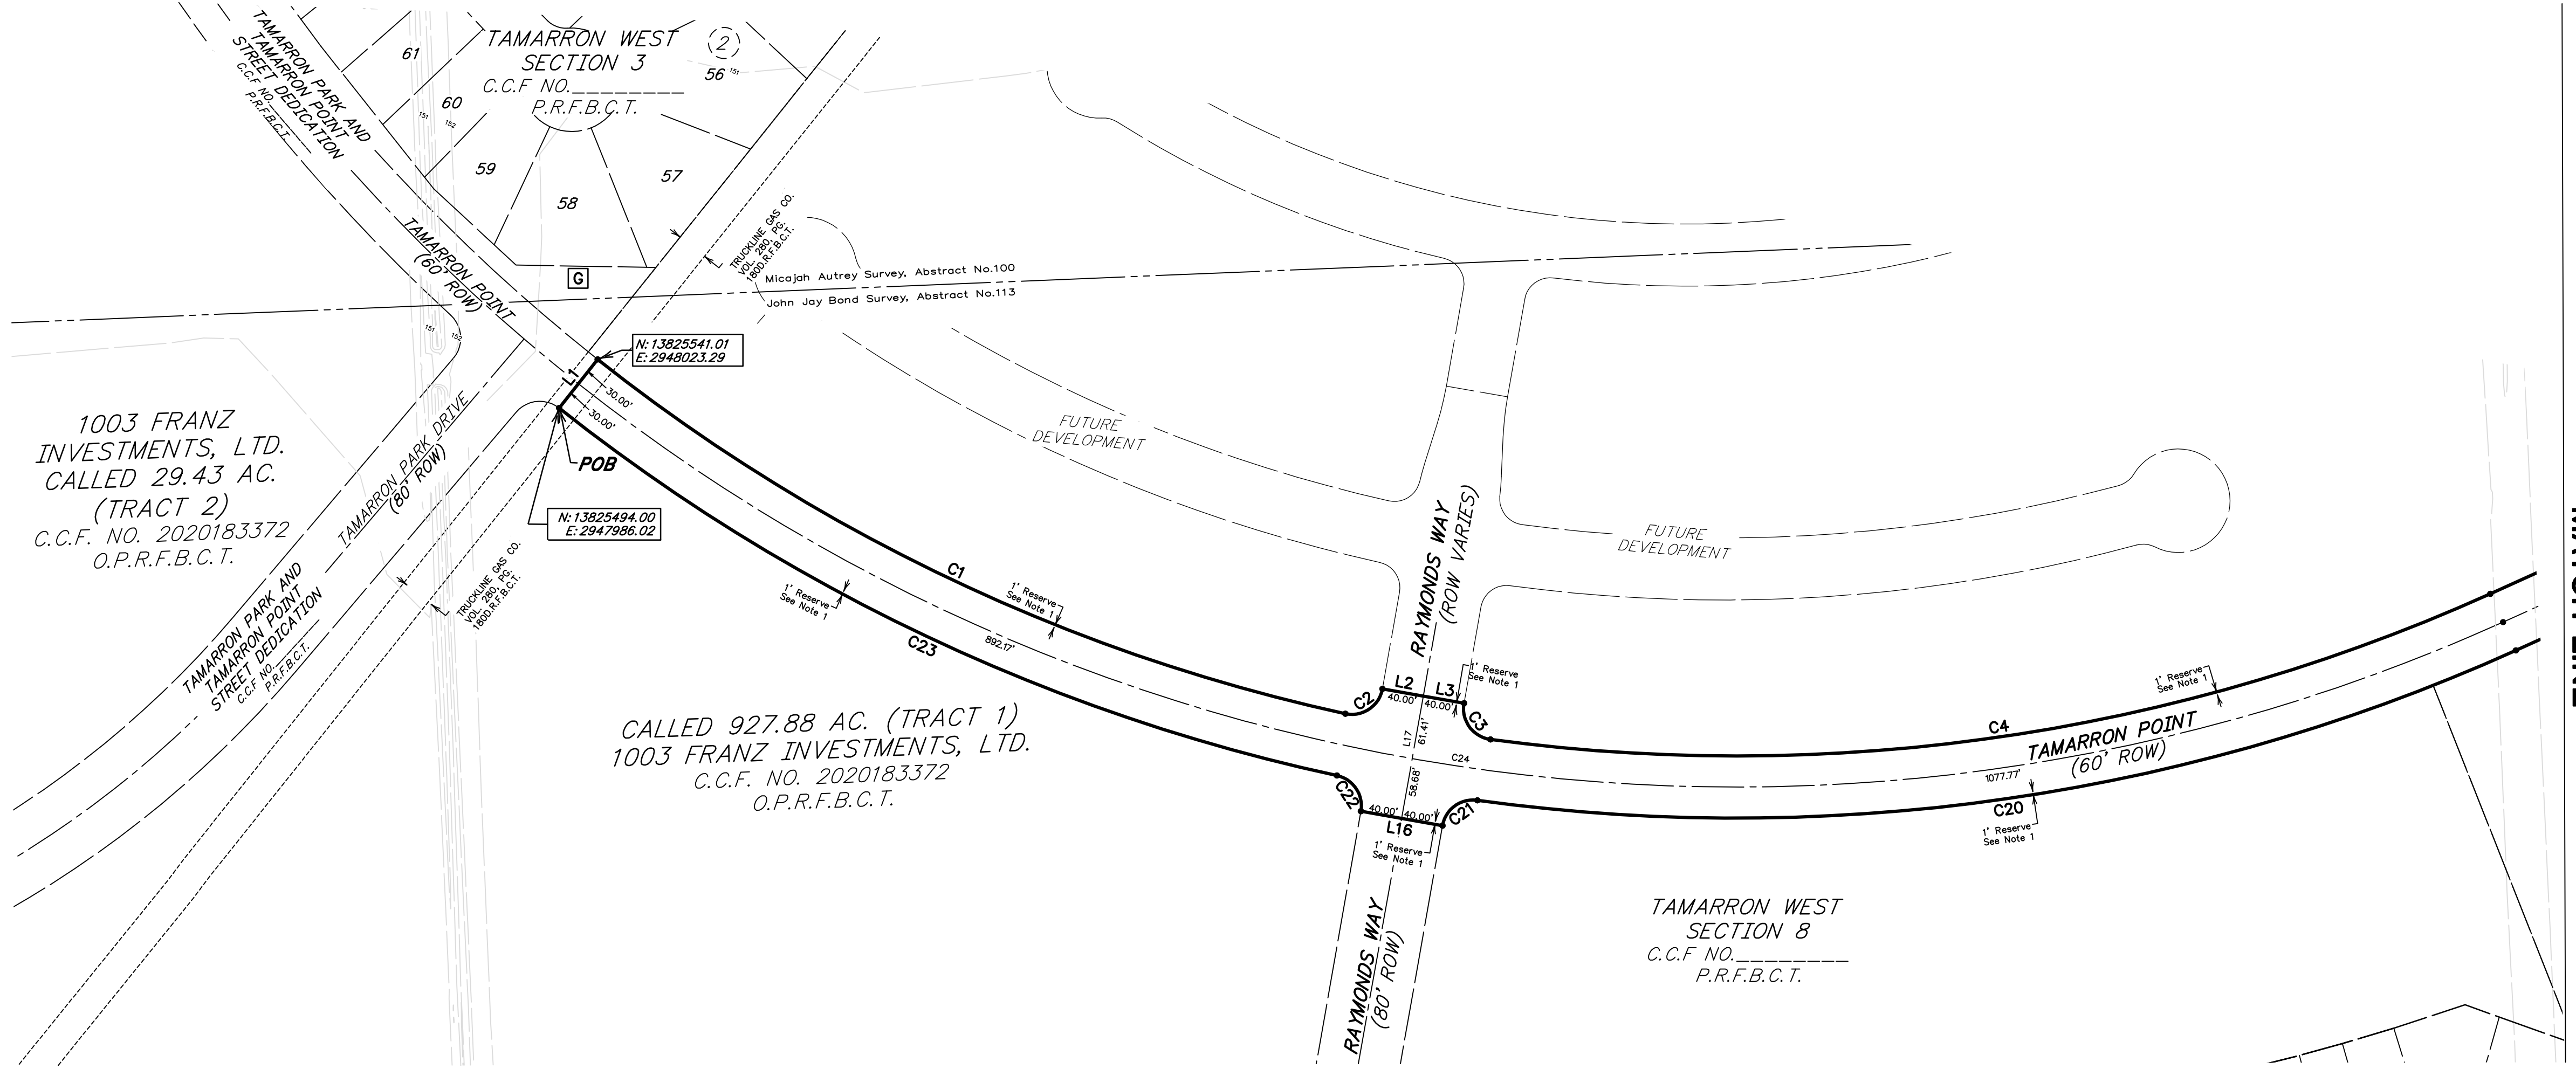 TAMARRON PARK AND
TAMARRON POINT
STREET DEDICATION
C.C.F NO.______
P.R.F.B.C.T.
61
60
59
58
57
56
151
151
152
TAMARRON WEST
SECTION 3
C.C.F NO.________
P.R.F.B.C.T.
2
TAMARRON POINT
(60' ROW)
G
TRUCKLINE GAS CO.
VOL. 280, PG.
180D.R.F.B.C.T.
Micajah Autrey Survey, Abstract No.100
John Jay Bond Survey, Abstract No.113
151
152
N: 13825541.01
E: 2948023.29
L1
30.00'
30.00'
POB
N: 13825494.00
E: 2947986.02
1003 FRANZ
INVESTMENTS, LTD.
CALLED 29.43 AC.
(TRACT 2)
C.C.F. NO. 2020183372
O.P.R.F.B.C.T.
TAMARRON PARK DRIVE
(80' ROW)
TAMARRON PARK AND
TAMARRON POINT
STREET DEDICATION
C.C.F NO.______
P.R.F.B.C.T.
TRUCKLINE GAS CO.
VOL. 280, PG.
180D.R.F.B.C.T.
FUTURE
DEVELOPMENT
FUTURE
DEVELOPMENT
C1
1' Reserve
See Note 1
1' Reserve
See Note 1
C23
892.17'
CALLED 927.88 AC. (TRACT 1)
1003 FRANZ INVESTMENTS, LTD.
C.C.F. NO. 2020183372
O.P.R.F.B.C.T.
RAYMONDS WAY
(ROW VARIES)
C2
L2
L3
40.00'
40.00'
1' Reserve
See Note 1
C3
L17
61.41'
C24
58.68'
C22
40.00'
40.00'
L16
C21
1' Reserve
See Note 1
RAYMONDS WAY
(80' ROW)
C4
1' Reserve
See Note 1
TAMARRON POINT
(60' ROW)
1077.77'
C20
1' Reserve
See Note 1
TAMARRON WEST
SECTION 8
C.C.F NO.________
P.R.F.B.C.T.